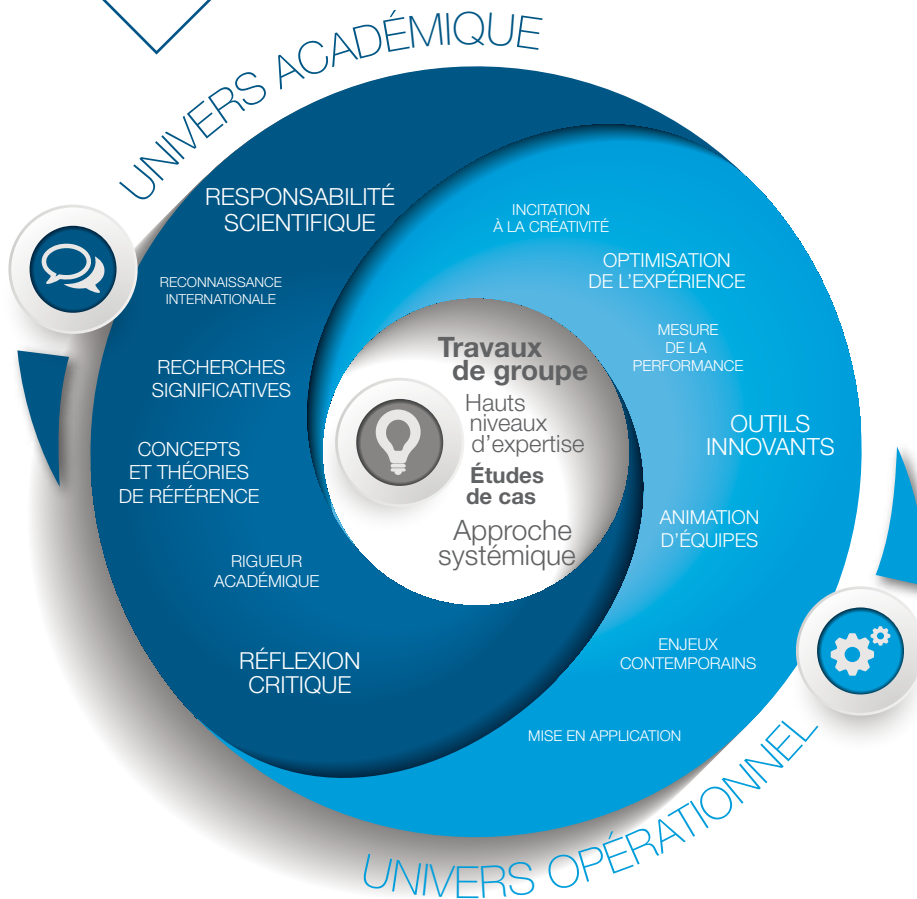 UNIVERS ACADÉMIQUE
RESPONSABILITÉ
SCIENTIFIQUE
RECONNAISSANCE
INTERNATIONALE
RECHERCHES
SIGNIFICATIVES
CONCEPTS
ET THÉORIES
DE RÉFÉRENCE
RIGUEUR
ACADÉMIQUE
RÉFLEXION
CRITIQUE
Travaux
de groupe
Hauts
niveaux
d'expertise
Études
de cas
Approche
systémique
INCITATION
À LA CRÉATIVITÉ
OPTIMISATION
DE L'EXPÉRIENCE
MESURE
DE LA
PERFORMANCE
OUTILS
INNOVANTS
ANIMATION
D'ÉQUIPES
ENJEUX
CONTEMPORAINS
MISE EN APPLICATION
UNIVERS OPÉRATIONNEL